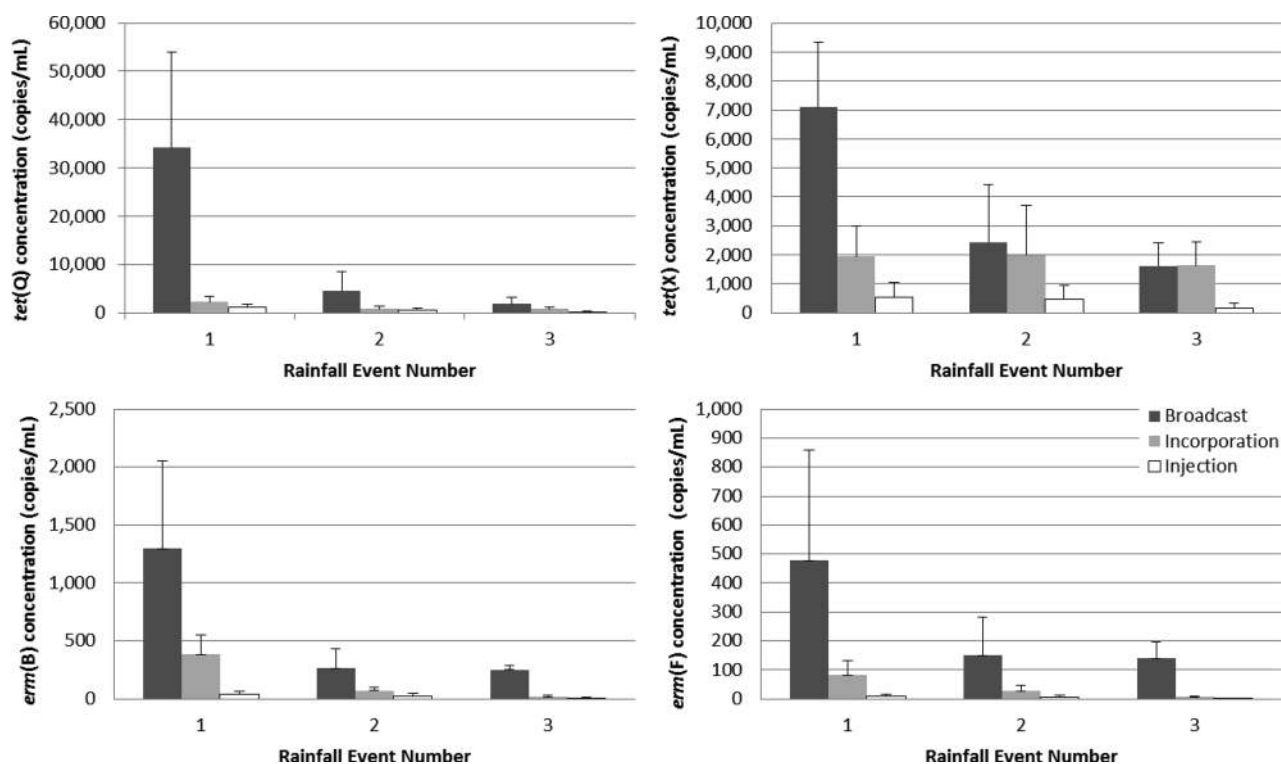 tet(Q) concentration (copies/mL)
60,000
50,000
40,000
30,000
20,000
10,000
0
1 2 3
Rainfall Event Number
tet(X) concentration (copies/mL)
10,000
9,000
8,000
7,000
6,000
5,000
4,000
3,000
2,000
1,000
0
1 2 3
Rainfall Event Number
erm(B) concentration (copies/mL)
2,500
2,000
1,500
1,000
500
0
1 2 3
Rainfall Event Number
erm(F) concentration (copies/mL)
1,000
900
800
700
600
500
400
300
200
100
0
Broadcast
Incorporation
Injection
1 2 3
Rainfall Event Number